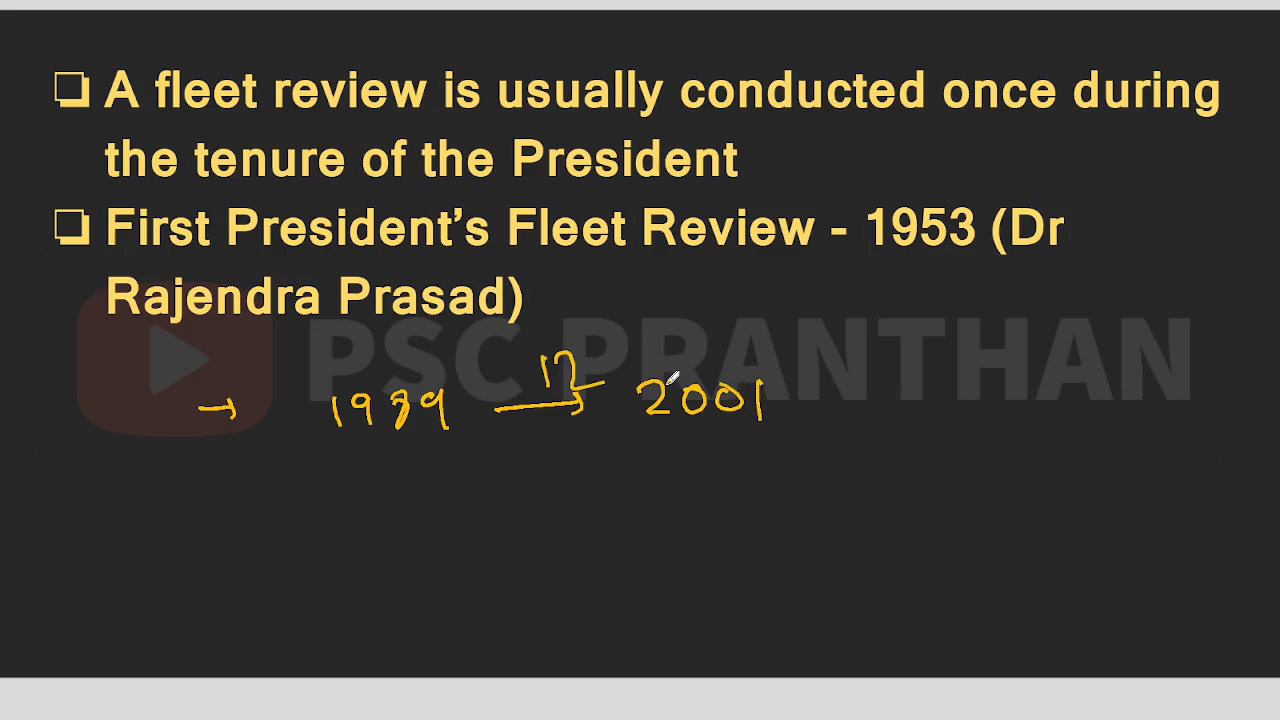 ❑ A fleet review is usually conducted once during
the tenure of the President
❑ First President’s Fleet Review - 1953 (Dr
Rajendra Prasad)
PSC PRANTHAN
12
→ 1989 → 2001